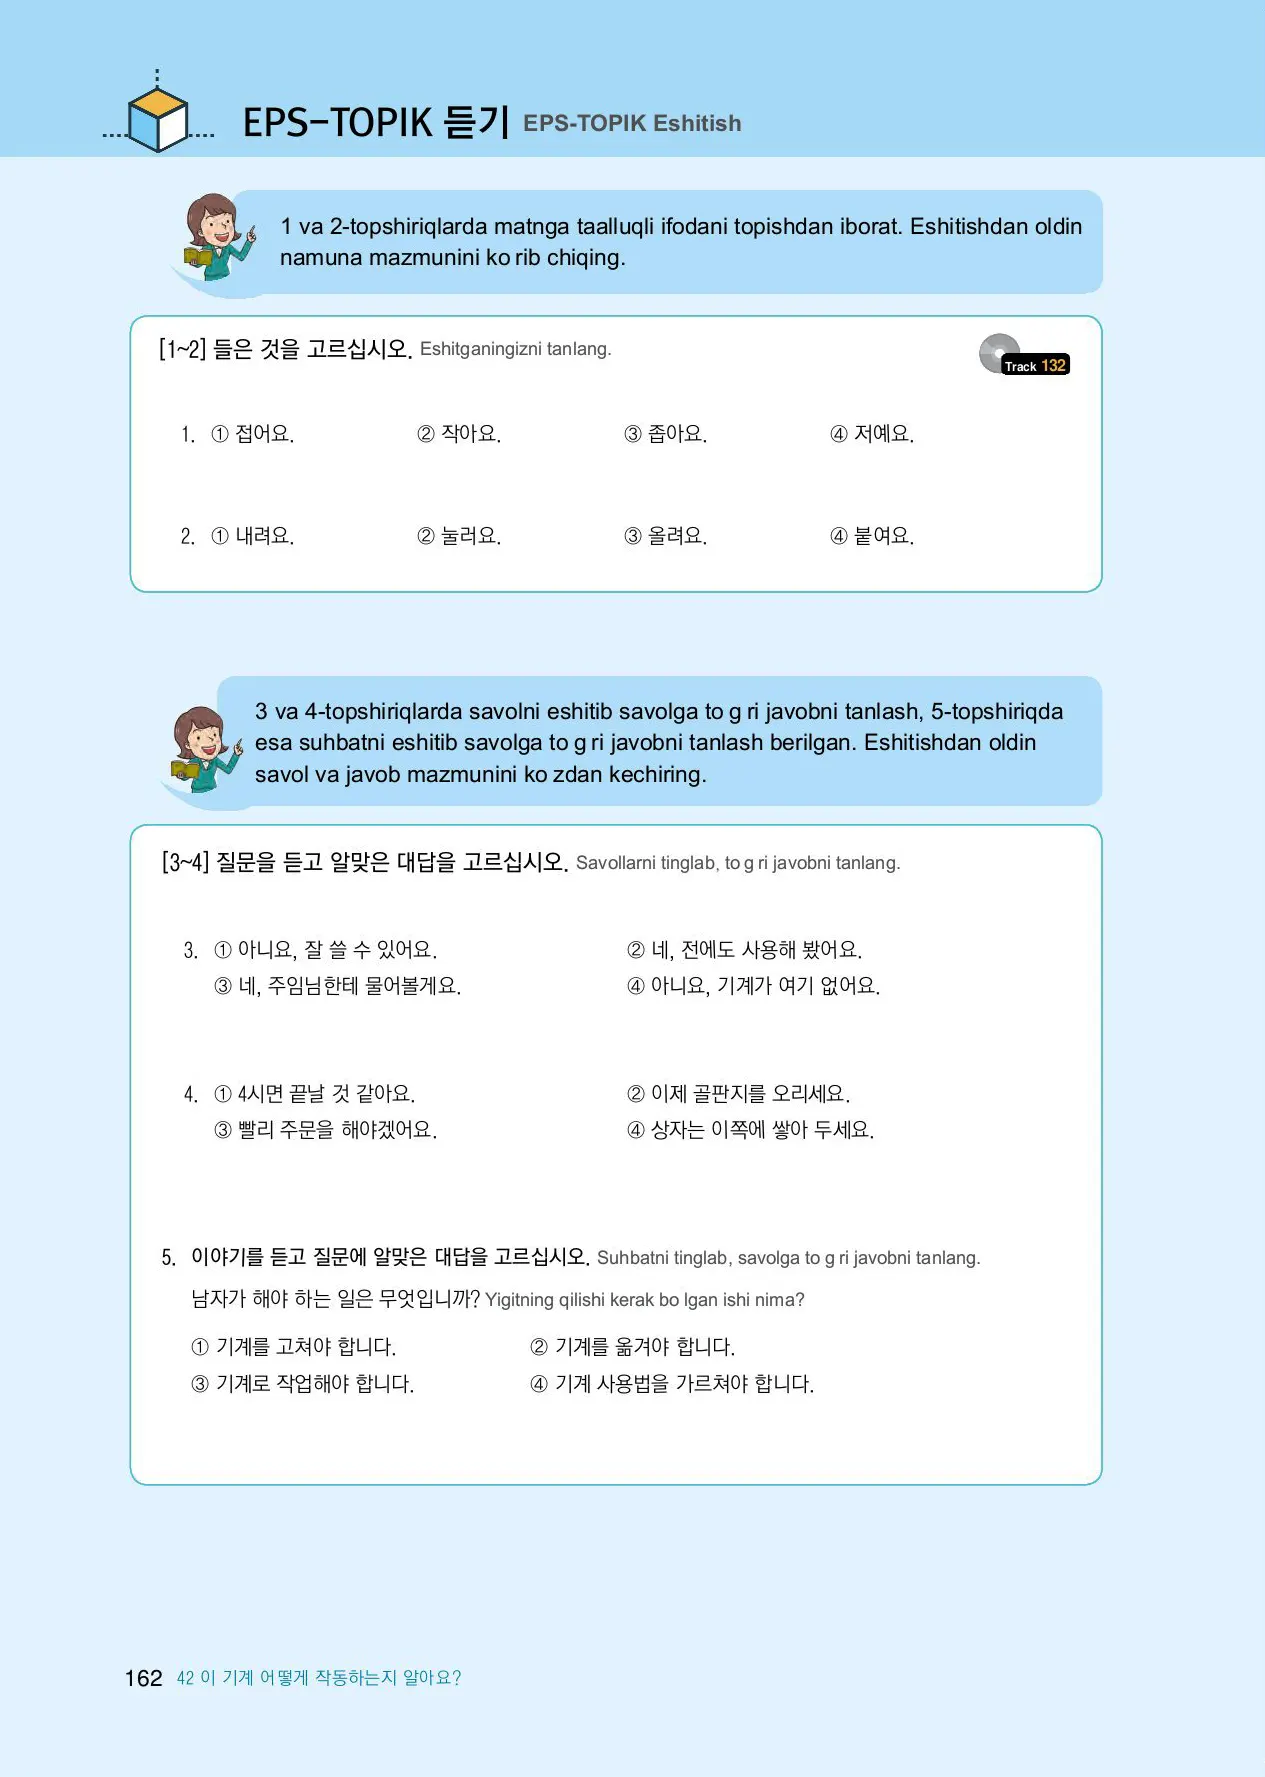 EPS-TOPIK 듣기 EPS-TOPIK Eshitish
1 va 2-topshiriqlarda matnga taalluqli ifodani topishdan iborat. Eshitishdan oldin
namuna mazmunini ko rib chiqing.
[1~2] 들은 것을 고르십시오. Eshitganingizni tanlang.
Track 132
1. ① 접어요. ② 작아요. ③ 좁아요. ④ 저예요.
2. ① 내려요. ② 눌러요. ③ 올려요. ④ 붙여요.
3 va 4-topshiriqlarda savolni eshitib savolga to g ri javobni tanlash, 5-topshiriqda
esa suhbatni eshitib savolga to g ri javobni tanlash berilgan. Eshitishdan oldin
savol va javob mazmunini ko zdan kechiring.
[3~4] 질문을 듣고 알맞은 대답을 고르십시오. Savollarni tinglab, to g ri javobni tanlang.
3. ① 아니요, 잘 쓸 수 있어요. ② 네, 전에도 사용해 봤어요.
③ 네, 주임님한테 물어볼게요. ④ 아니요, 기계가 여기 없어요.
4. ① 4시면 끝날 것 같아요. ② 이제 골판지를 오리세요.
③ 빨리 주문을 해야겠어요. ④ 상자는 이쪽에 쌓아 두세요.
5. 이야기를 듣고 질문에 알맞은 대답을 고르십시오. Suhbatni tinglab, savolga to g ri javobni tanlang.
남자가 해야 하는 일은 무엇입니까? Yigitning qilishi kerak bo lgan ishi nima?
① 기계를 고쳐야 합니다. ② 기계를 옮겨야 합니다.
③ 기계로 작업해야 합니다. ④ 기계 사용법을 가르쳐야 합니다.
162 42 이 기계 어떻게 작동하는지 알아요?